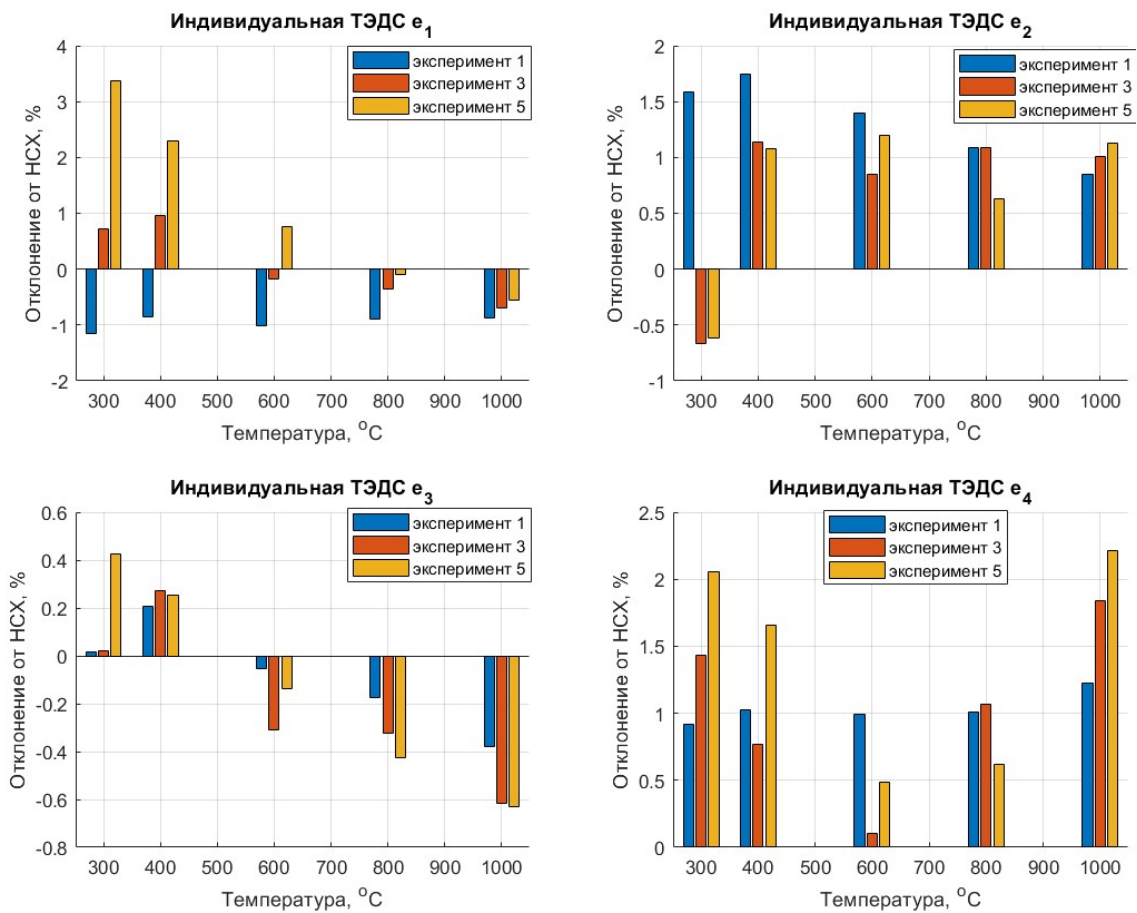 Индивидуальная ТЭДС e1
Отклонение от НСХ, %
4
3
2
1
0
-1
-2
эксперимент 1
эксперимент 3
эксперимент 5
300 400 500 600 700 800 900 1000
Температура, °C
Индивидуальная ТЭДС e2
Отклонение от НСХ, %
2
1.5
1
0.5
0
-0.5
-1
эксперимент 1
эксперимент 3
эксперимент 5
300 400 500 600 700 800 900 1000
Температура, °C
Индивидуальная ТЭДС e3
Отклонение от НСХ, %
0.6
0.4
0.2
0
-0.2
-0.4
-0.6
-0.8
эксперимент 1
эксперимент 3
эксперимент 5
300 400 500 600 700 800 900 1000
Температура, °C
Индивидуальная ТЭДС e4
Отклонение от НСХ, %
2.5
2
1.5
1
0.5
0
эксперимент 1
эксперимент 3
эксперимент 5
300 400 500 600 700 800 900 1000
Температура, °C